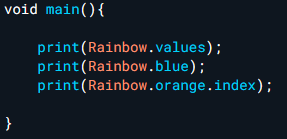 void main(){
print(Rainbow.values);
print(Rainbow.blue);
print(Rainbow.orange.index);
}